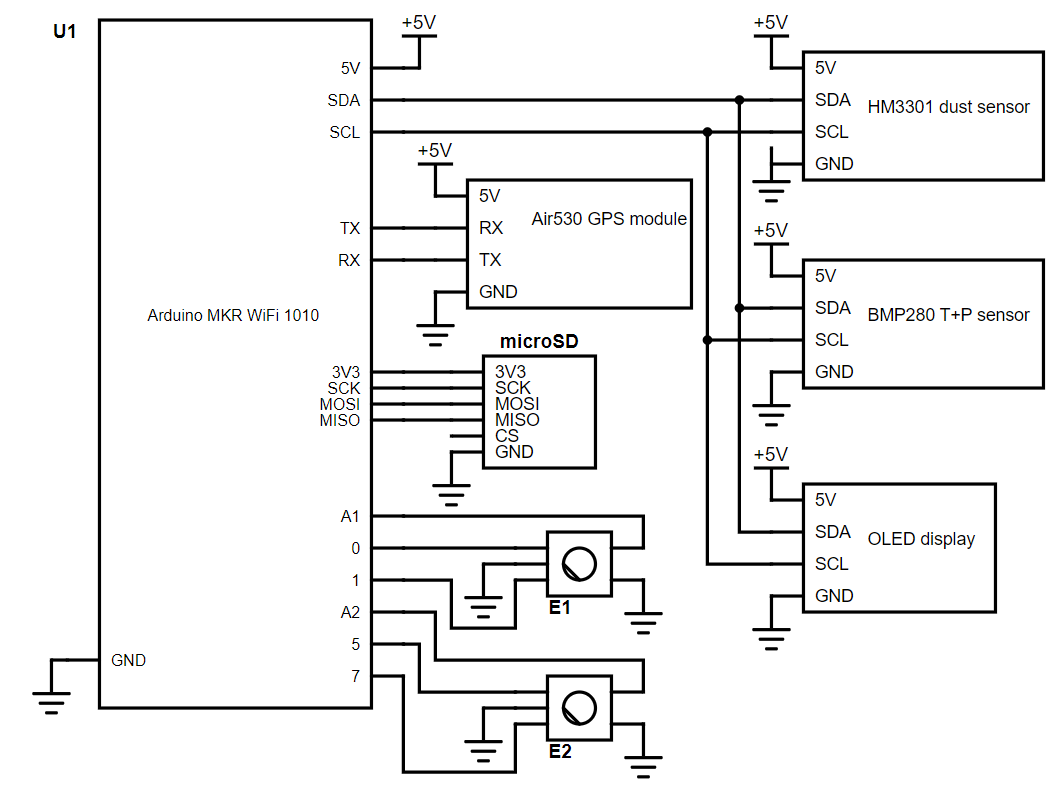 U1
+5V
+5V
5V
SDA
SCL
Arduino MKR WiFi 1010
TX
RX
3V3
SCK
MOSI
MISO
A1
0
1
A2
5
7
GND
5V
SDA
SCL
GND
HM3301 dust sensor
+5V
5V
RX
TX
GND
Air530 GPS module
+5V
5V
SDA
SCL
GND
BMP280 T+P sensor
microSD
3V3
SCK
MOSI
MISO
CS
GND
+5V
5V
SDA
SCL
GND
OLED display
E1
E2